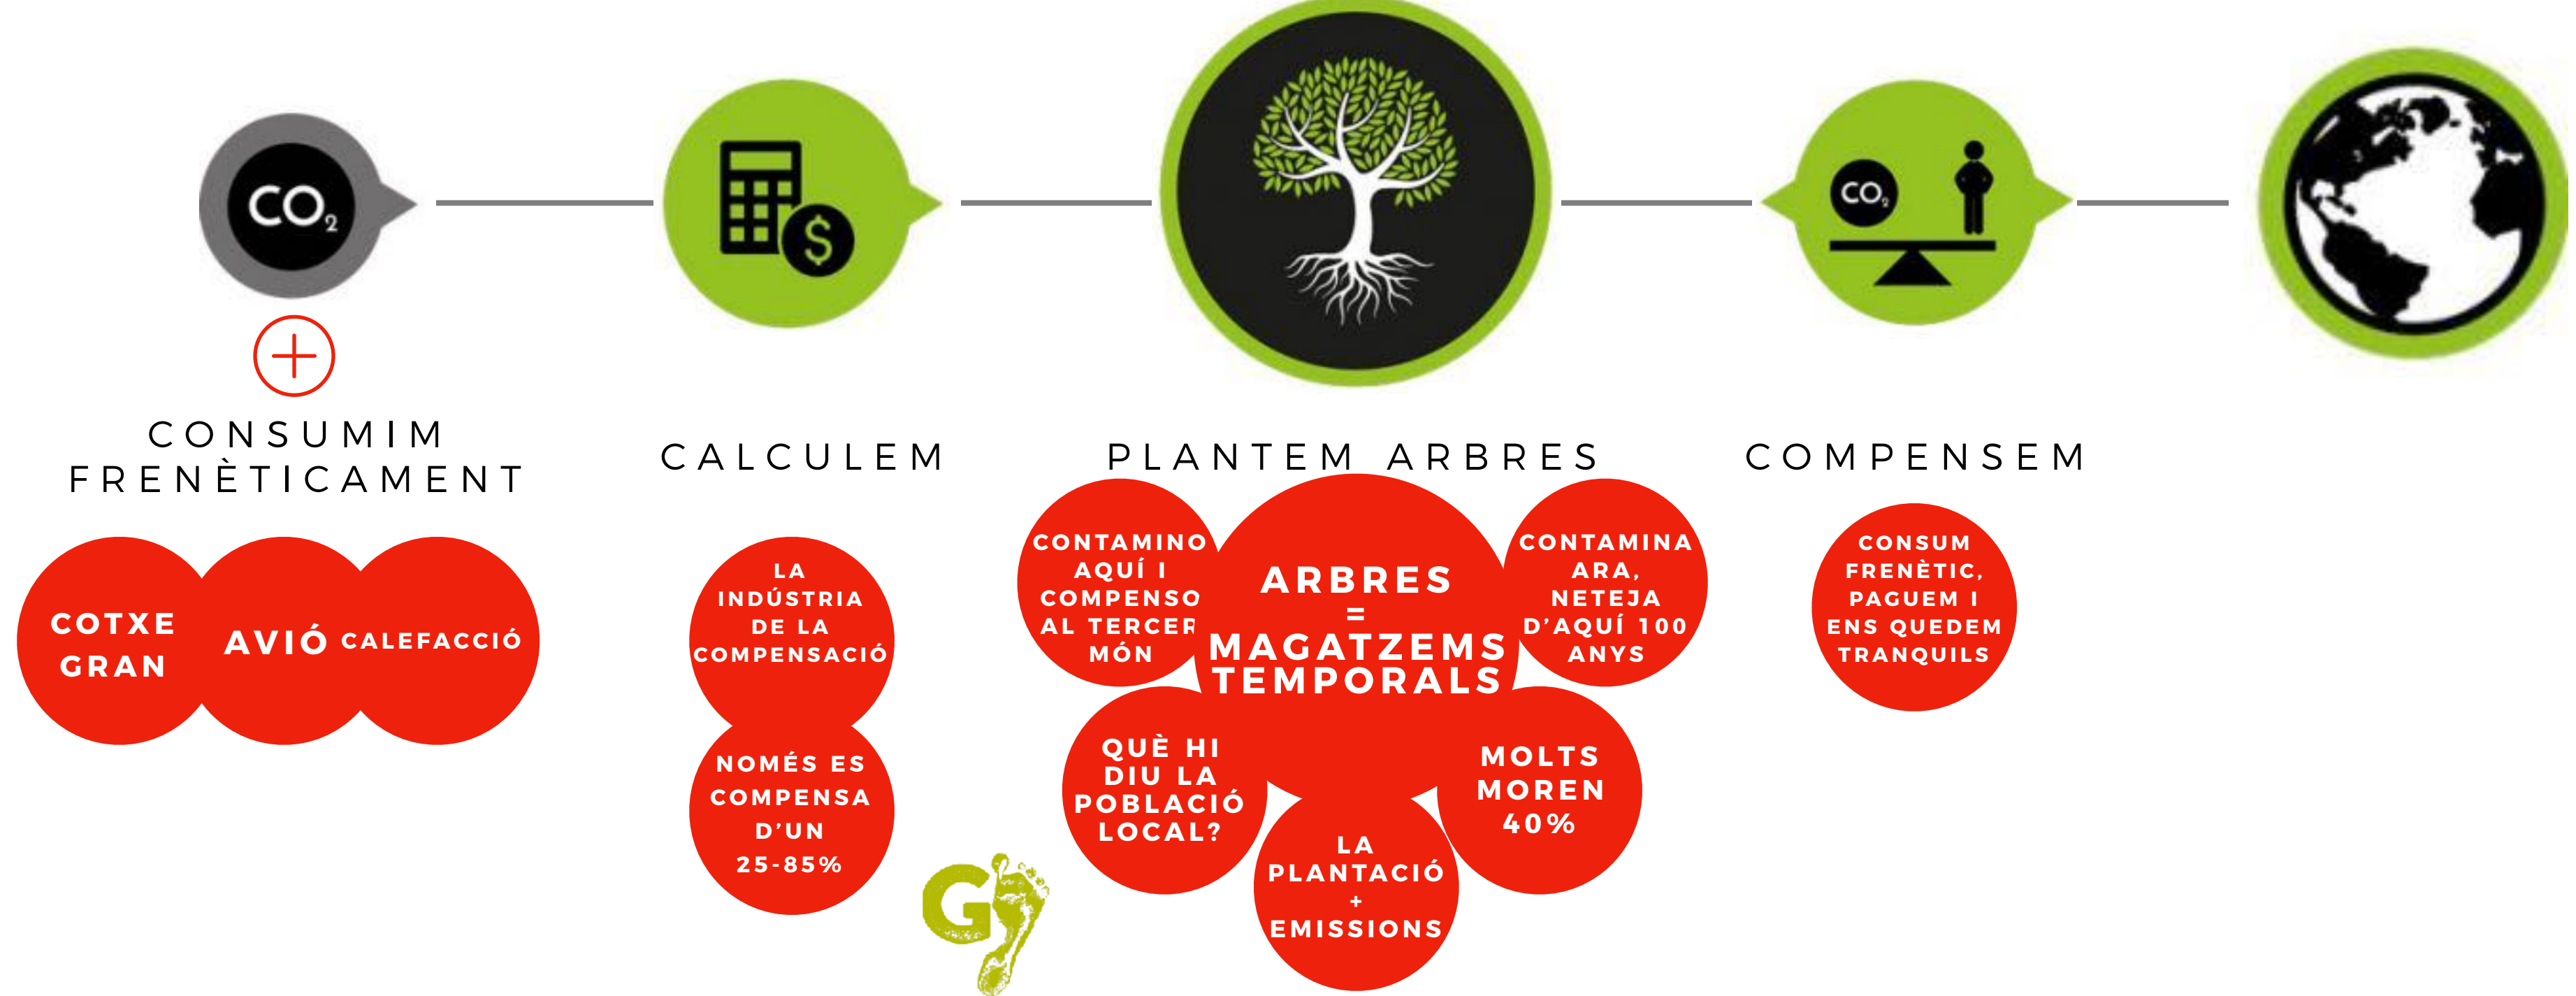 CO₂
$
CO₂
CONSUMIM
FRENÈTICAMENT
CALCULEM
PLANTEM ARBRES
COMPENSEM
COTXE
GRAN
AVIÓ
CALEFACCIÓ
LA
INDÚSTRIA
DE LA
COMPENSACIÓ
NOMÉS ES
COMPENSA
D'UN
25-85%
CONTAMINO
AQUÍ I
COMPENSO
AL TERCER
MÓN
ARBRES
=
MAGATZEMS
TEMPORALS
CONTAMINA
ARA,
NETEJA
D'AQUÍ 100
ANYS
QUÈ HI
DIU LA
POBLACIÓ
LOCAL?
LA
PLANTACIÓ
+
EMISSIONS
MOLTS
MOREN
40%
CONSUM
FRENÈTIC,
PAGUEM I
ENS QUEDEM
TRANQUILS
G